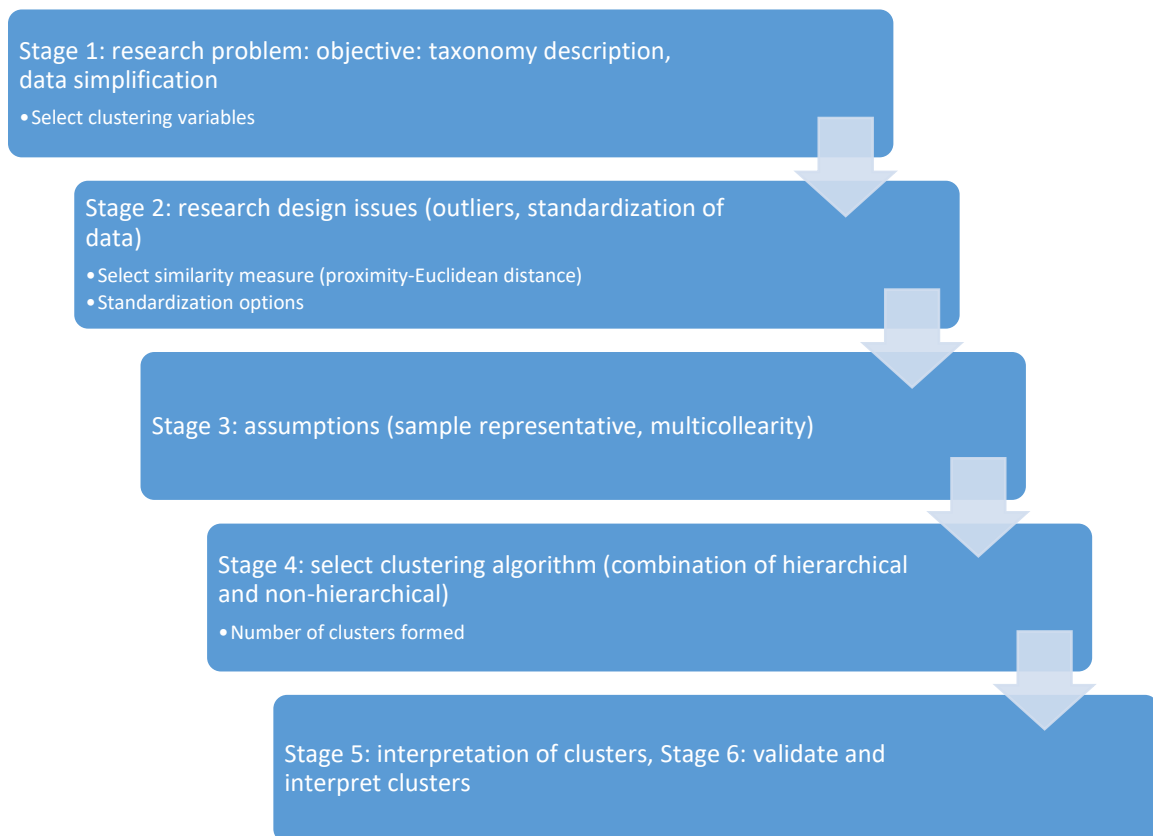 Stage 1: research problem: objective: taxonomy description,
data simplification
• Select clustering variables
Stage 2: research design issues (outliers, standardization of
data)
• Select similarity measure (proximity-Euclidean distance)
• Standardization options
Stage 3: assumptions (sample representative, multicollearity)
Stage 4: select clustering algorithm (combination of hierarchical
and non-hierarchical)
• Number of clusters formed
Stage 5: interpretation of clusters, Stage 6: validate and
interpret clusters